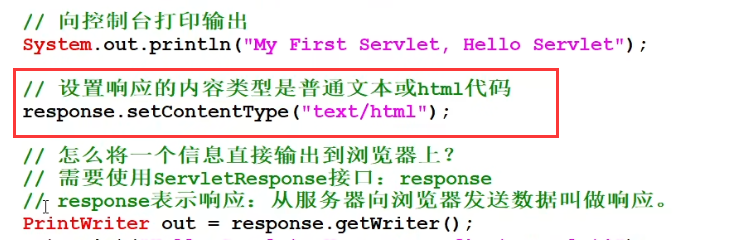 // 向控制台打印输出
System.out.println("My First Servlet, Hello Servlet");
// 设置响应的内容类型是普通文本或html代码
response.setContentType("text/html");
// 怎么将一个信息直接输出到浏览器上？
// 需要使用ServletResponse接口：response
// response表示响应：从服务器向浏览器发送数据叫做响应。
PrintWriter out = response.getWriter();